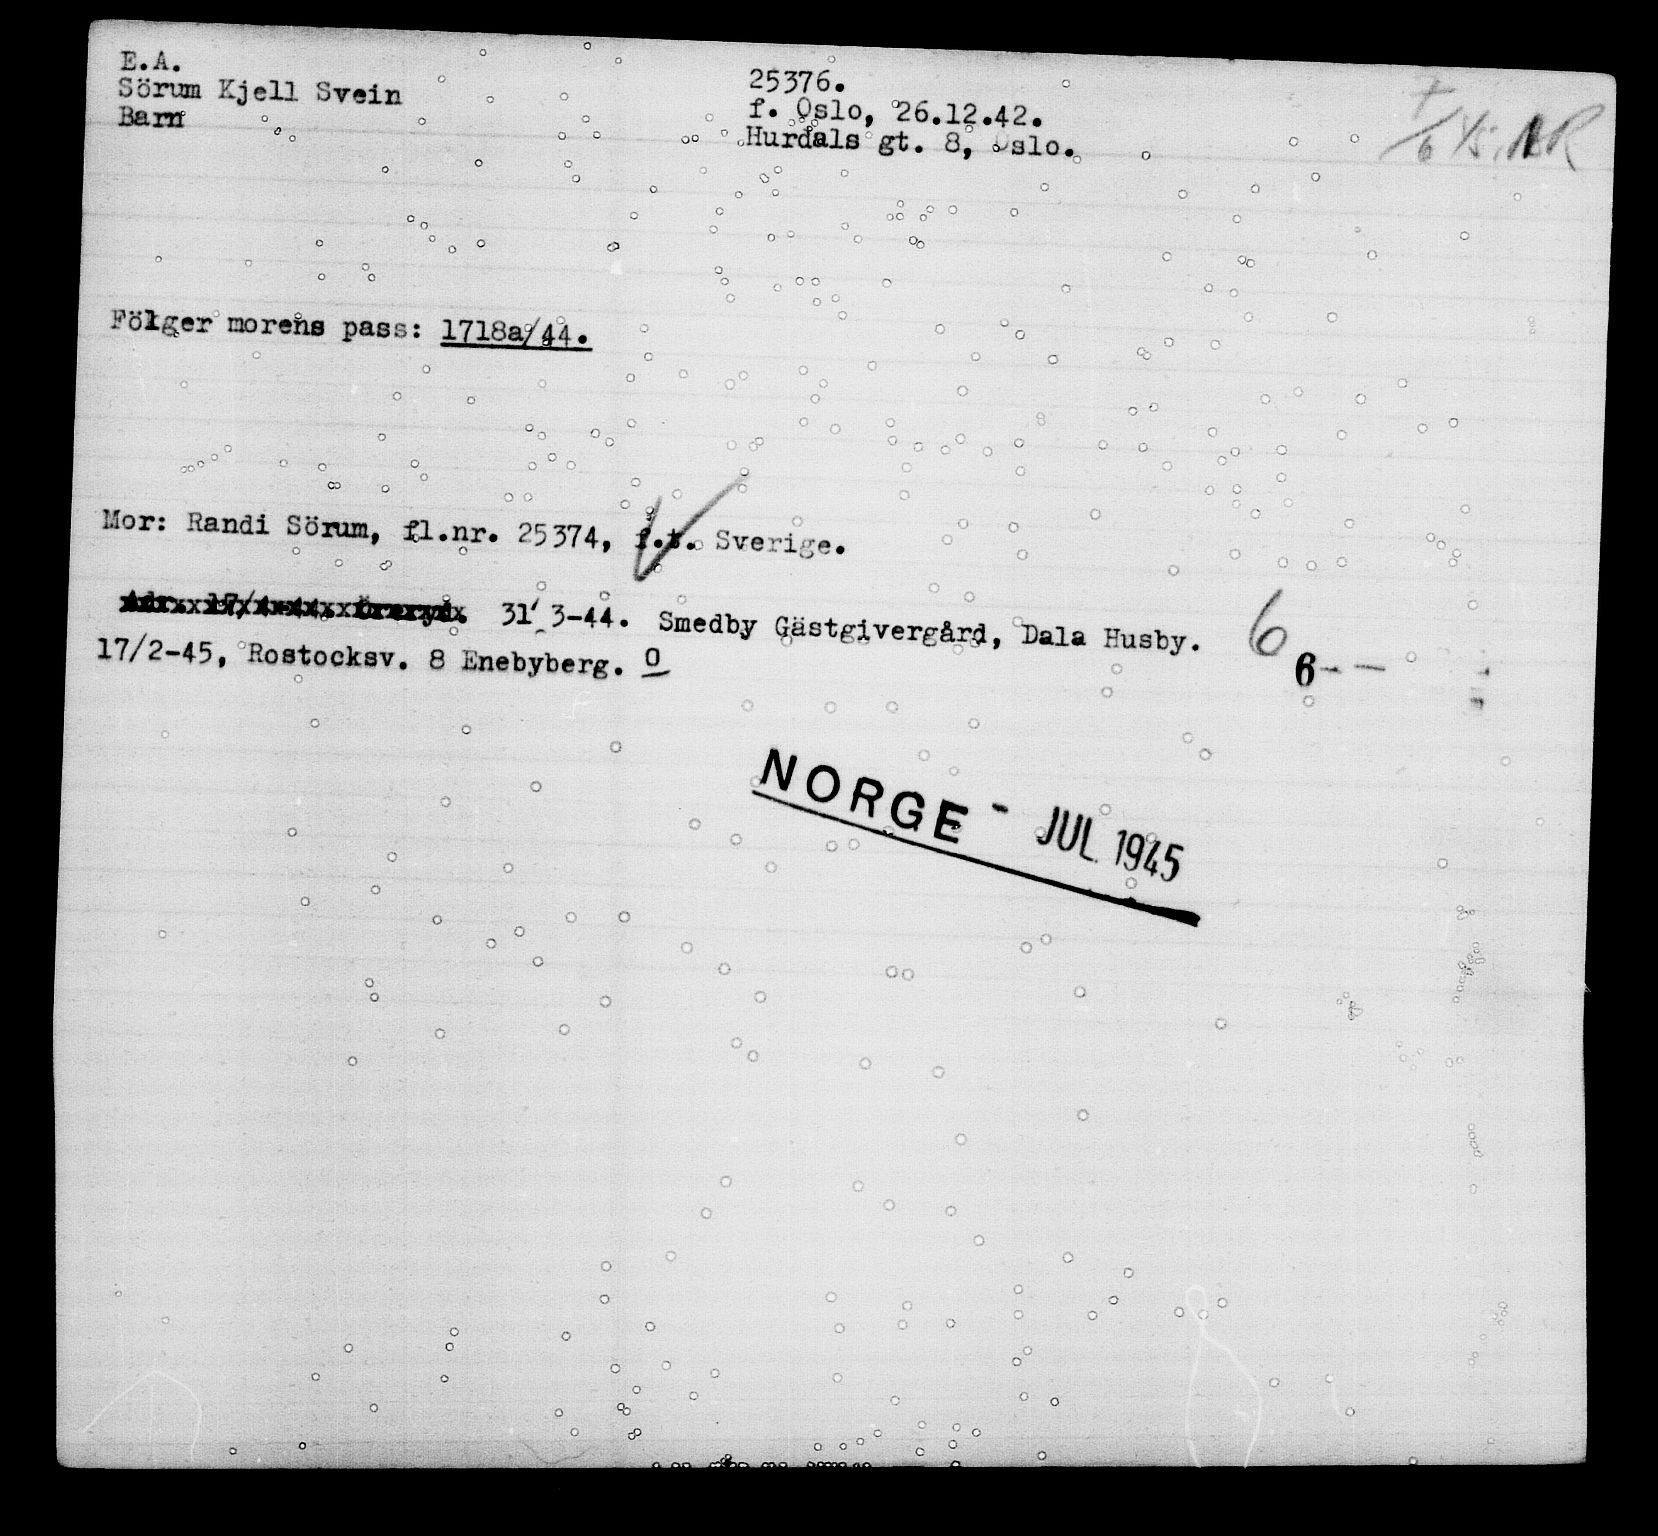 E.A.
Sörum Kjell Svein
Barn
25376.
f. Oslo, 26.12.42.
Hurdals gt. 8, Oslo.
Fölger morens pass: 1718a/44.
Mor: Randi Sörum, fl.nr. 25374, f.t. Sverige.
31/3-44. Smedby Gästgivergård, Dala Husby.
17/2-45, Rostocksv. 8 Enebyberg. O
6
6--
NORGE - JUL 1945